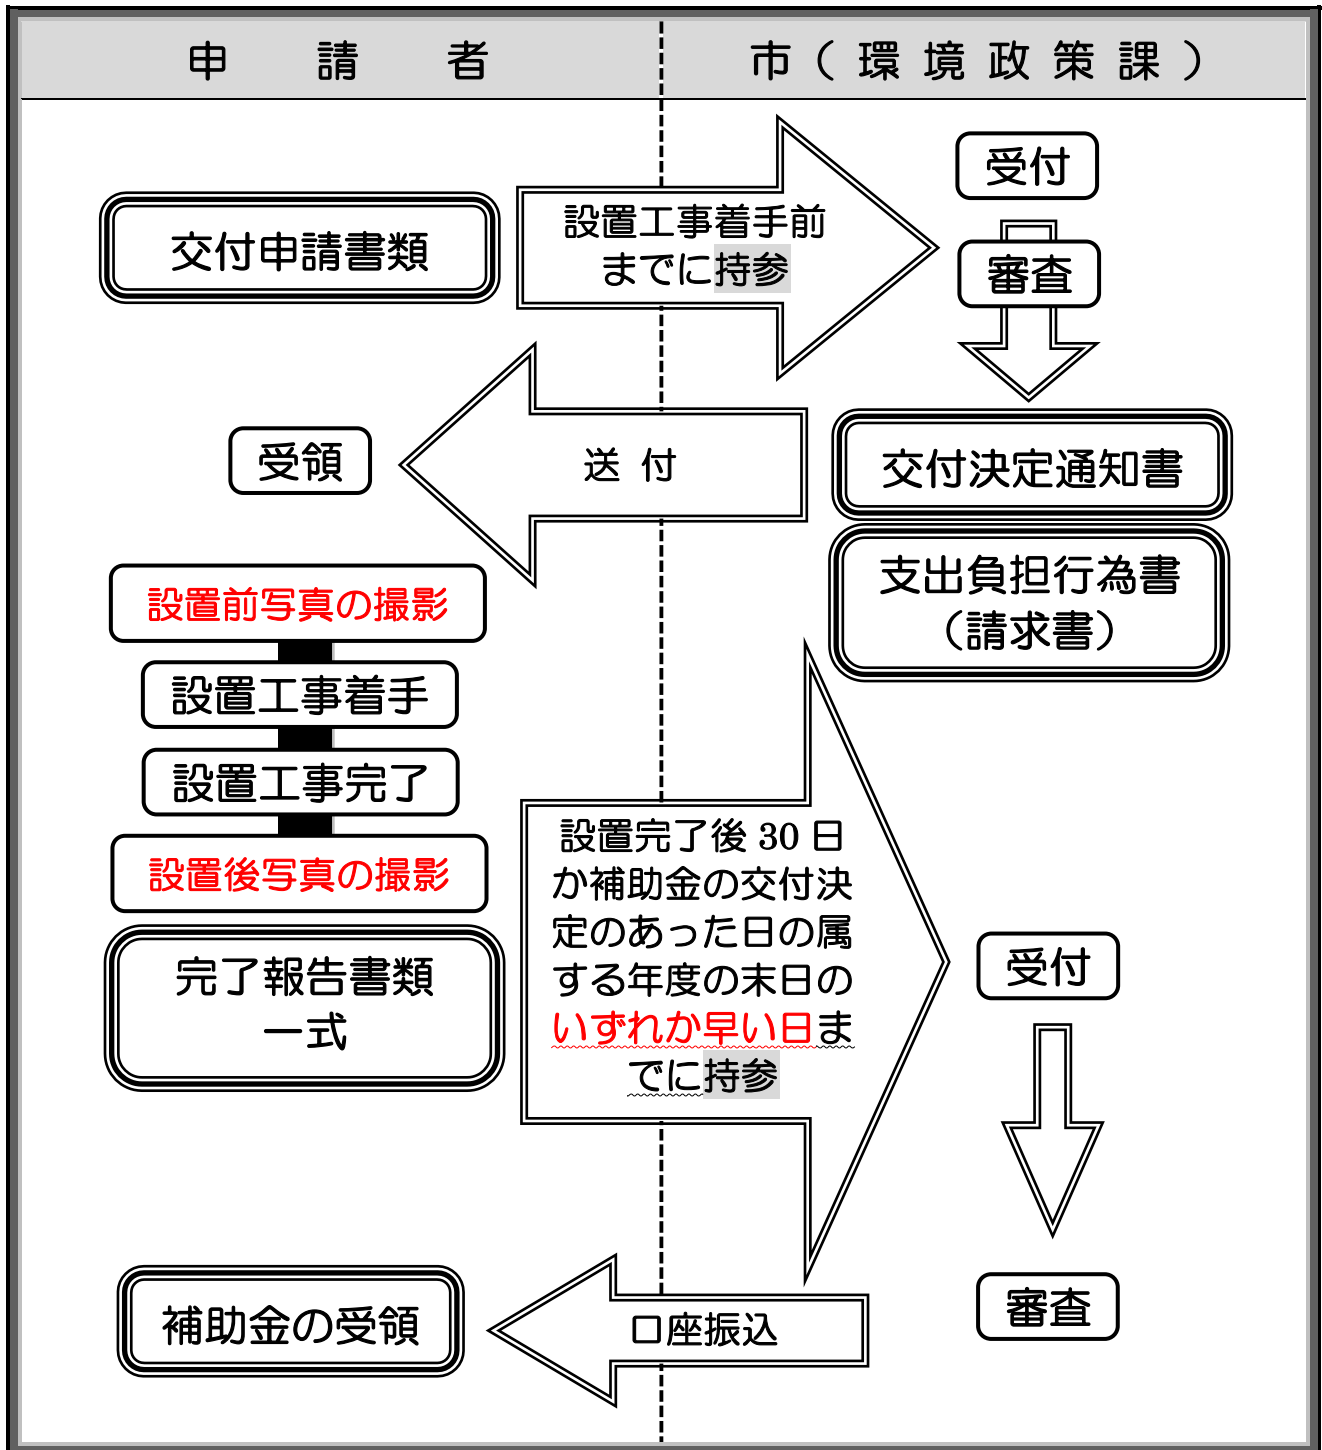 申請者
市（環境政策課）
交付申請書類
設置工事着手前
までに持参
受付
審査
受領
送付
交付決定通知書
支出負担行為書
（請求書）
設置前写真の撮影
設置工事着手
設置工事完了
設置後写真の撮影
完了報告書類
一式
設置完了後 30 日
か補助金の交付決
定のあった日の属
する年度の末日の
いずれか早い日ま
でに持参
受付
審査
補助金の受領
口座振込